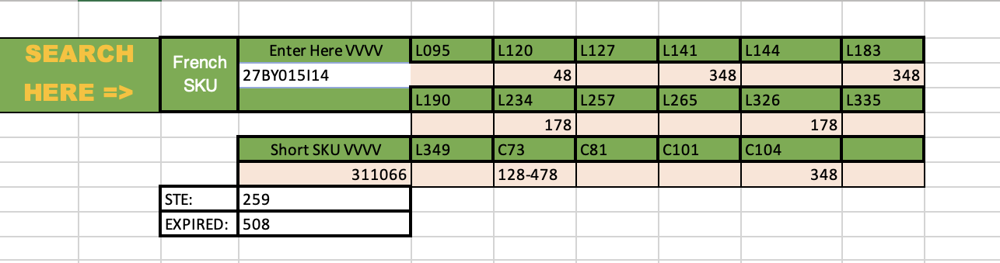 SEARCH HERE =>
French SKU
Enter Here VVVV L095 L120 L127 L141 L144 L183
27BY015I14 48 348 348
L190 L234 L257 L265 L326 L335
178 178
Short SKU VVVV L349 C73 C81 C101 C104
311066 128-478 348
STE: 259
EXPIRED: 508